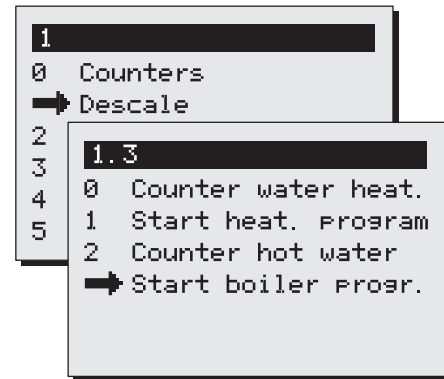 1
0 Counters
Descale
2
3
4
5
1.3
0 Counter water heat.
1 Start heat. program
2 Counter hot water
Start boiler progr.